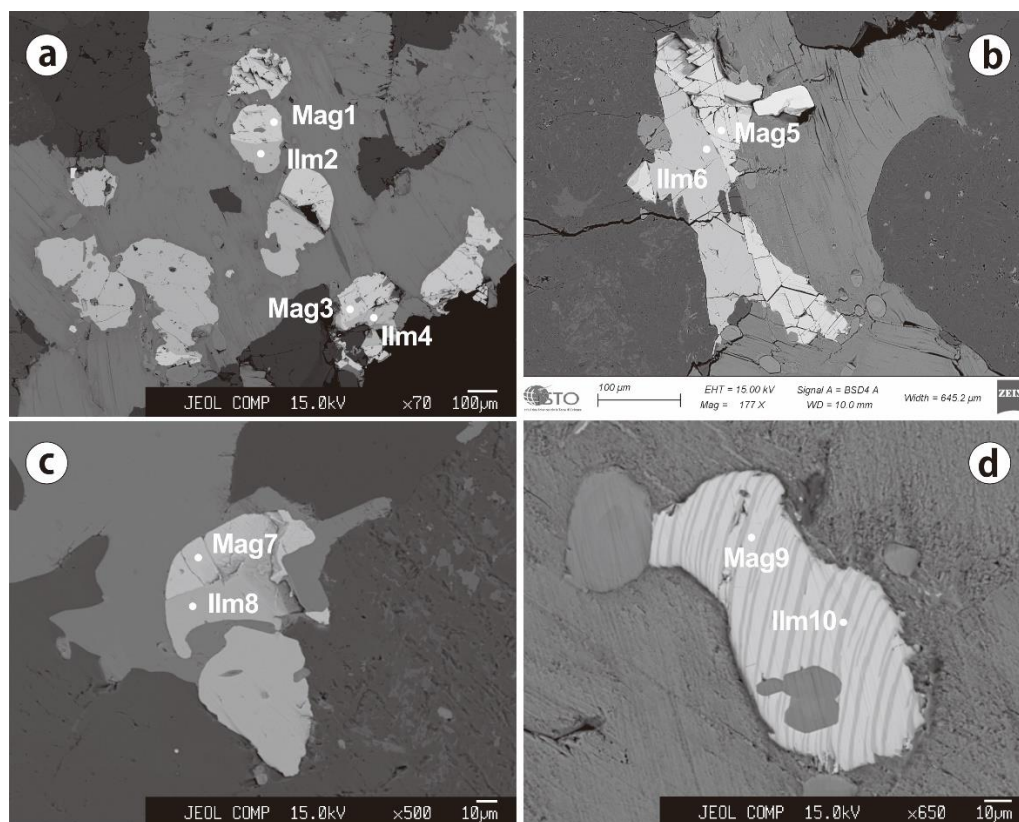 a
Mag1
Ilm2
Mag3
Ilm4
JEOL COMP 15.0kV ×70 100µm
b
Mag5
Ilm6
100 µm
EHT = 15.00 kV
Mag = 177 X
Signal A = BSD4 A
WD = 10.0 mm
Width = 645.2 µm
c
Mag7
Ilm8
JEOL COMP 15.0kV ×500 10µm
d
Mag9
Ilm10
JEOL COMP 15.0kV ×650 10µm